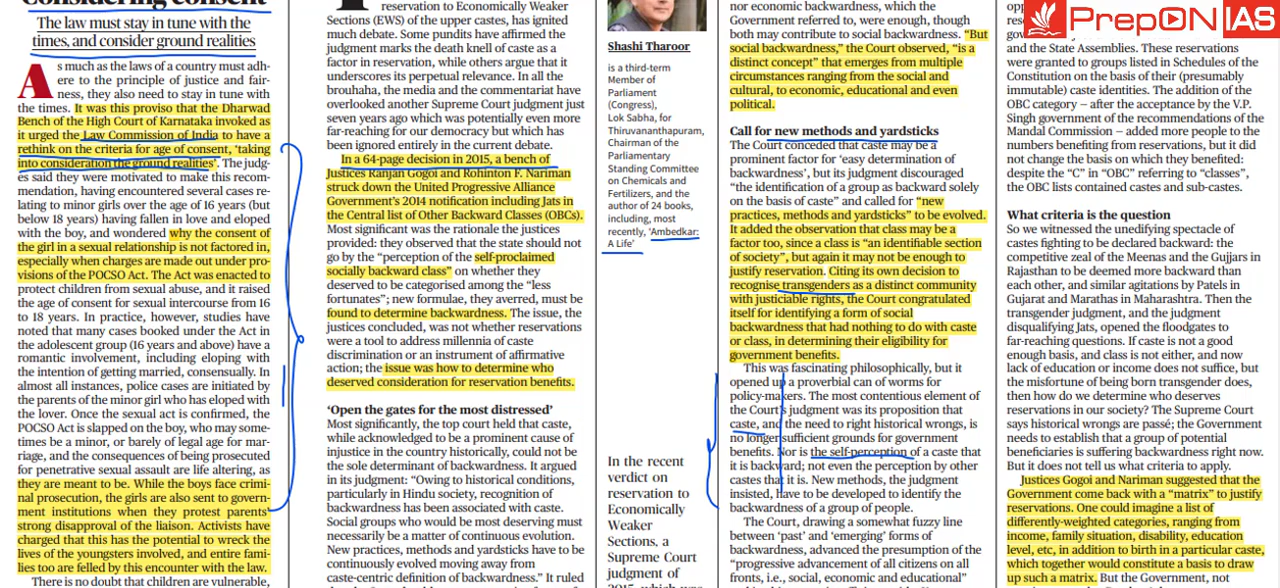 Considering consent
The law must stay in tune with the
times, and consider ground realities
As much as the laws of a country must adh-
ere to the principle of justice and fair-
ness, they also need to stay in tune with
the times. It was this proviso that the Dharwad
Bench of the High Court of Karnataka invoked as
it urged the Law Commission of India to have a
rethink on the criteria for age of consent, ‘taking
into consideration the ground realities’. The judg-
es said they were motivated to make this recom-
mendation, having encountered several cases re-
lating to minor girls over the age of 16 years (but
below 18 years) having fallen in love and eloped
with the boy, and wondered why the consent of
the girl in a sexual relationship is not factored in,
especially when charges are made out under pro-
visions of the POCSO Act. The Act was enacted to
protect children from sexual abuse, and it raised
the age of consent for sexual intercourse from 16
to 18 years. In practice, however, studies have
noted that many cases booked under the Act in
the adolescent group (16 years and above) have a
romantic involvement, including eloping with
the intention of getting married, consensually. In
almost all instances, police cases are initiated by
the parents of the minor girl who has eloped with
the lover. Once the sexual act is confirmed, the
POCSO Act is slapped on the boy, who may some-
times be a minor, or barely of legal age for mar-
riage, and the consequences of being prosecuted
for penetrative sexual assault are life altering, as
they are meant to be. While the boys face crimi-
nal prosecution, the girls are also sent to govern-
ment institutions when they protest parents’
strong disapproval of the liaison. Activists have
charged that this has the potential to wreck the
lives of the youngsters involved, and entire fami-
lies too are felled by this encounter with the law.
There is no doubt that children are vulnerable,
reservation to Economically Weaker
Sections (EWS) of the upper castes, has ignited
much debate. Some pundits have affirmed the
judgment marks the death knell of caste as a
factor in reservation, while others argue that it
underscores its perpetual relevance. In all the
brouhaha, the media and the commentariat have
overlooked another Supreme Court judgment just
seven years ago which was potentially even more
far-reaching for our democracy but which has
been ignored entirely in the current debate.
In a 64-page decision in 2015, a bench of
Justices Ranjan Gogoi and Rohinton F. Nariman
struck down the United Progressive Alliance
Government’s 2014 notification including Jats in
the Central list of Other Backward Classes (OBCs).
Most significant was the rationale the justices
provided: they observed that the state should not
go by the “perception of the self-proclaimed
socially backward class” on whether they
deserved to be categorised among the “less
fortunates”; new formulae, they averred, must be
found to determine backwardness. The issue, the
justices concluded, was not whether reservations
were a tool to address millennia of caste
discrimination or an instrument of affirmative
action; the issue was how to determine who
deserved consideration for reservation benefits.
‘Open the gates for the most distressed’
Most significantly, the top court held that caste,
while acknowledged to be a prominent cause of
injustice in the country historically, could not be
the sole determinant of backwardness. It argued
in its judgment: “Owing to historical conditions,
particularly in Hindu society, recognition of
backwardness has been associated with caste.
Social groups who would be most deserving must
necessarily be a matter of continuous evolution.
New practices, methods and yardsticks have to be
continuously evolved moving away from
caste-centric definition of backwardness.” It ruled
Shashi Tharoor
is a third-term
Member of
Parliament
(Congress),
Lok Sabha, for
Thiruvananthapuram,
Chairman of the
Parliamentary
Standing Committee
on Chemicals and
Fertilizers, and the
author of 24 books,
including, most
recently, ‘Ambedkar:
A Life’
In the recent
verdict on
reservation to
Economically
Weaker
Sections, a
Supreme Court
judgment of
2015, which was
nor economic backwardness, which the
Government referred to, were enough, though
both may contribute to social backwardness. “But
social backwardness,” the Court observed, “is a
distinct concept” that emerges from multiple
circumstances ranging from the social and
cultural, to economic, educational and even
political.
Call for new methods and yardsticks
The Court conceded that caste may be a
prominent factor for ‘easy determination of
backwardness’, but its judgment discouraged
“the identification of a group as backward solely
on the basis of caste” and called for “new
practices, methods and yardsticks” to be evolved.
It added the observation that class may be a
factor too, since a class is “an identifiable section
of society”, but again it may not be enough to
justify reservation. Citing its own decision to
recognise transgenders as a distinct community
with justiciable rights, the Court congratulated
itself for identifying a form of social
backwardness that had nothing to do with caste
or class, in determining their eligibility for
government benefits.
This was fascinating philosophically, but it
opened up a proverbial can of worms for
policy-makers. The most contentious element of
the Court’s judgment was its proposition that
caste, and the need to right historical wrongs, is
no longer sufficient grounds for government
benefits. Nor is the self-perception of a caste that
it is backward; not even the perception by other
castes that it is. New methods, the judgment
insisted, have to be developed to identify the
backwardness of a group of people.
The Court, drawing a somewhat fuzzy line
between ‘past’ and ‘emerging’ forms of
backwardness, advanced the presumption of the
“progressive advancement of all citizens on all
fronts, i.e., social, economic and educational”
PrepON IAS
and the State Assemblies. These reservations
were granted to groups listed in Schedules of the
Constitution on the basis of their (presumably
immutable) caste identities. The addition of the
OBC category – after the acceptance by the V.P.
Singh government of the recommendations of the
Mandal Commission – added more people to the
numbers benefiting from reservations, but it did
not change the basis on which they benefited:
despite the “C” in “OBC” referring to “classes”,
the OBC lists contained castes and sub-castes.
What criteria is the question
So we witnessed the unedifying spectacle of
castes fighting to be declared backward: the
competitive zeal of the Meenas and the Gujjars in
Rajasthan to be deemed more backward than
each other, and similar agitations by Patels in
Gujarat and Marathas in Maharashtra. Then the
transgender judgment, and the judgment
disqualifying Jats, opened the floodgates to
far-reaching questions. If caste is not a good
enough basis, and class is not either, and now
lack of education or income does not suffice, but
the misfortune of being born transgender does,
then how do we determine who deserves
reservations in our society? The Supreme Court
says historical wrongs are passé; the Government
needs to establish that a group of potential
beneficiaries is suffering backwardness right now.
But it does not tell us what criteria to apply.
Justices Gogoi and Nariman suggested that the
Government come back with a “matrix” to justify
reservations. One could imagine a list of
differently-weighted categories, ranging from
income, family situation, disability, education
level, etc, in addition to birth in a particular caste,
which together would constitute a basis to draw
up such a matrix. But the Government, not